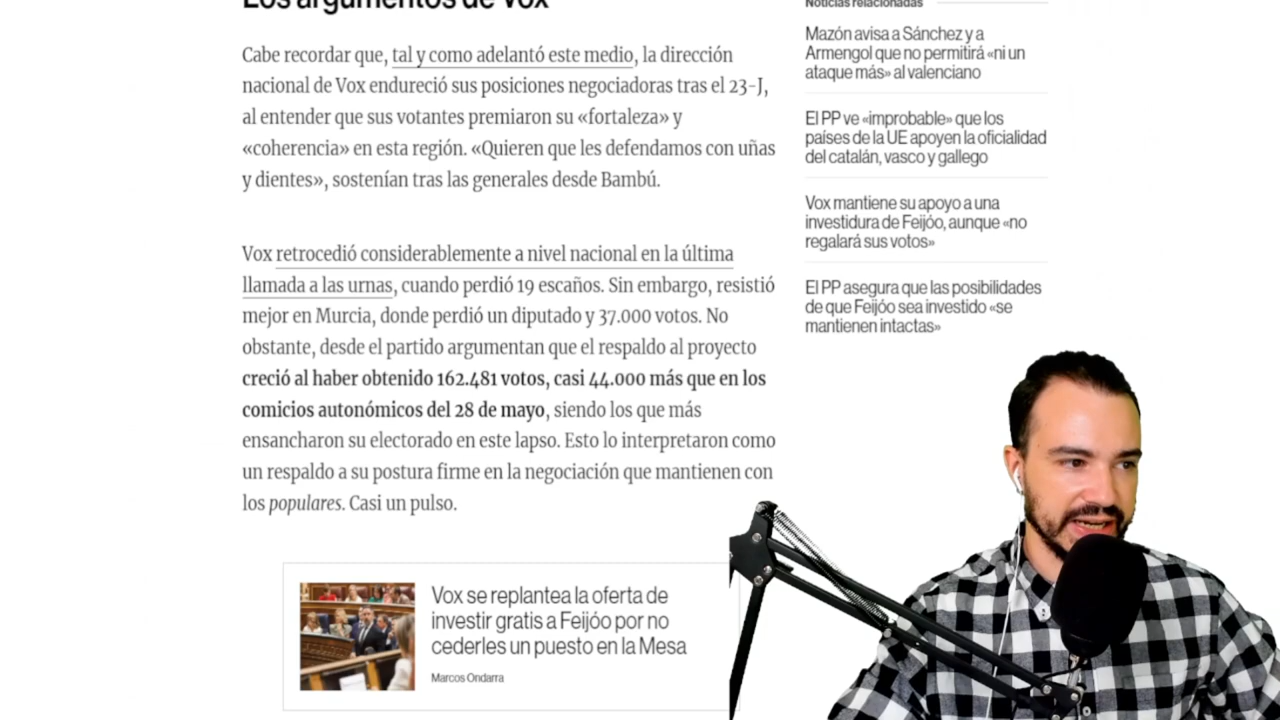 Los argumentos de Vox
Cabe recordar que, tal y como adelantó este medio, la dirección
nacional de Vox endureció sus posiciones negociadoras tras el 23-J,
al entender que sus votantes premiaron su «fortaleza» y
«coherencia» en esta región. «Quieren que les defendamos con uñas
y dientes», sostenían tras las generales desde Bambú.
Vox retrocedió considerablemente a nivel nacional en la última
llamada a las urnas, cuando perdió 19 escaños. Sin embargo, resistió
mejor en Murcia, donde perdió un diputado y 37.000 votos. No
obstante, desde el partido argumentan que el respaldo al proyecto
creció al haber obtenido 162.481 votos, casi 44.000 más que en los
comicios autonómicos del 28 de mayo, siendo los que más
ensancharon su electorado en este lapso. Esto lo interpretaron como
un respaldo a su postura firme en la negociación que mantienen con
los populares. Casi un pulso.
Vox se replantea la oferta de
investir gratis a Feijóo por no
cederles un puesto en la Mesa
Marcos Ondarra
Noticias relacionadas
Mazón avisa a Sánchez y a
Armengol que no permitirá «ni un
ataque más» al valenciano
El PP ve «improbable» que los
países de la UE apoyen la oficialidad
del catalán, vasco y gallego
Vox mantiene su apoyo a una
investidura de Feijóo, aunque «no
regalará sus votos»
El PP asegura que las posibilidades
de que Feijóo sea investido «se
mantienen intactas»